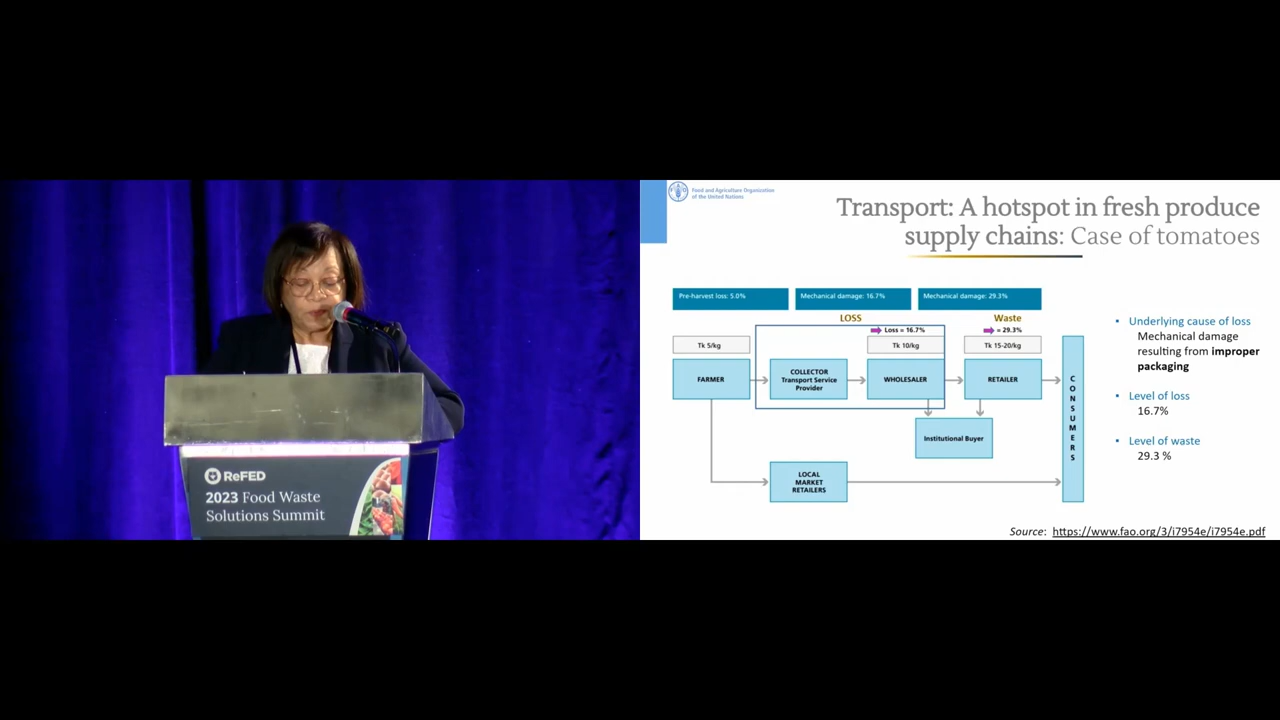 ReFED
2023 Food Waste
Solutions Summit
Food and Agriculture Organization
of the United Nations
Transport: A hotspot in fresh produce
supply chains: Case of tomatoes
Pre-harvest loss: 5.0%
Mechanical damage: 16.7%
Mechanical damage: 29.3%
LOSS
Waste
Loss = 16.7%
= 29.3%
Tk 5/kg
Tk 10/kg
Tk 15-20/kg
FARMER
COLLECTOR
Transport Service
Provider
WHOLESALER
RETAILER
CONSUMERS
Institutional Buyer
LOCAL
MARKET
RETAILERS
• Underlying cause of loss
Mechanical damage
resulting from improper
packaging
• Level of loss
16.7%
• Level of waste
29.3 %
Source: https://www.fao.org/3/i7954e/i7954e.pdf